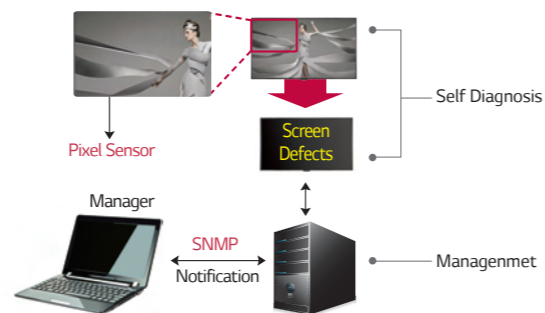 Self Diagnosis
Pixel Sensor
Screen
Defects
Manager
SNMP
Notification
Managenmet